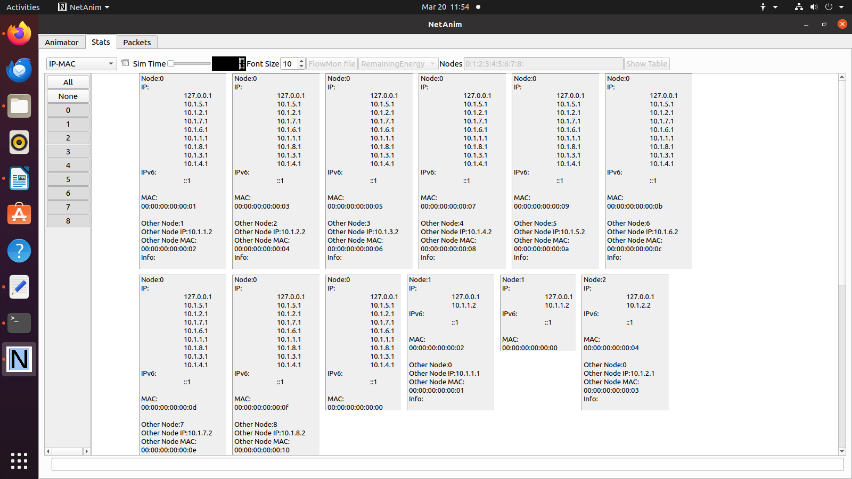 Activities
NetAnim
Mar 20 11:54
NetAnim
Animator
Stats
Packets
IP-MAC
Sim Time
Font Size
10
FlowMon file
RemainingEnergy
Nodes
0:1:2:3:4:5:6:7:8:
Show Table
All
None
0
1
2
3
4
5
6
7
8
Node:0
IP:
127.0.0.1
10.1.5.1
10.1.2.1
10.1.7.1
10.1.6.1
10.1.1.1
10.1.8.1
10.1.3.1
10.1.4.1
IPv6:
::1
MAC:
00:00:00:00:00:01
Other Node:1
Other Node IP:10.1.1.2
Other Node MAC:
00:00:00:00:00:02
Info:
Node:0
IP:
127.0.0.1
10.1.5.1
10.1.2.1
10.1.7.1
10.1.6.1
10.1.1.1
10.1.8.1
10.1.3.1
10.1.4.1
IPv6:
::1
MAC:
00:00:00:00:00:03
Other Node:2
Other Node IP:10.1.2.2
Other Node MAC:
00:00:00:00:00:04
Info:
Node:0
IP:
127.0.0.1
10.1.5.1
10.1.2.1
10.1.7.1
10.1.6.1
10.1.1.1
10.1.8.1
10.1.3.1
10.1.4.1
IPv6:
::1
MAC:
00:00:00:00:00:05
Other Node:3
Other Node IP:10.1.3.2
Other Node MAC:
00:00:00:00:00:06
Info:
Node:0
IP:
127.0.0.1
10.1.5.1
10.1.2.1
10.1.7.1
10.1.6.1
10.1.1.1
10.1.8.1
10.1.3.1
10.1.4.1
IPv6:
::1
MAC:
00:00:00:00:00:07
Other Node:4
Other Node IP:10.1.4.2
Other Node MAC:
00:00:00:00:00:08
Info:
Node:0
IP:
127.0.0.1
10.1.5.1
10.1.2.1
10.1.7.1
10.1.6.1
10.1.1.1
10.1.8.1
10.1.3.1
10.1.4.1
IPv6:
::1
MAC:
00:00:00:00:00:09
Other Node:5
Other Node IP:10.1.5.2
Other Node MAC:
00:00:00:00:00:0a
Info:
Node:0
IP:
127.0.0.1
10.1.5.1
10.1.2.1
10.1.7.1
10.1.6.1
10.1.1.1
10.1.8.1
10.1.3.1
10.1.4.1
IPv6:
::1
MAC:
00:00:00:00:00:0b
Other Node:6
Other Node IP:10.1.6.2
Other Node MAC:
00:00:00:00:00:0c
Info:
Node:0
IP:
127.0.0.1
10.1.5.1
10.1.2.1
10.1.7.1
10.1.6.1
10.1.1.1
10.1.8.1
10.1.3.1
10.1.4.1
IPv6:
::1
MAC:
00:00:00:00:00:0d
Other Node:7
Other Node IP:10.1.7.2
Other Node MAC:
00:00:00:00:00:0e
Node:0
IP:
127.0.0.1
10.1.5.1
10.1.2.1
10.1.7.1
10.1.6.1
10.1.1.1
10.1.8.1
10.1.3.1
10.1.4.1
IPv6:
::1
MAC:
00:00:00:00:00:0f
Other Node:8
Other Node IP:10.1.8.2
Other Node MAC:
00:00:00:00:00:10
Node:0
IP:
127.0.0.1
10.1.5.1
10.1.2.1
10.1.7.1
10.1.6.1
10.1.1.1
10.1.8.1
10.1.3.1
10.1.4.1
IPv6:
::1
MAC:
00:00:00:00:00:00
Node:1
IP:
127.0.0.1
10.1.1.2
IPv6:
::1
MAC:
00:00:00:00:00:02
Other Node:0
Other Node IP:10.1.1.1
Other Node MAC:
00:00:00:00:00:01
Info:
Node:1
IP:
127.0.0.1
10.1.1.2
IPv6:
::1
MAC:
00:00:00:00:00:00
Node:2
IP:
127.0.0.1
10.1.2.2
IPv6:
::1
MAC:
00:00:00:00:00:04
Other Node:0
Other Node IP:10.1.2.1
Other Node MAC:
00:00:00:00:00:03
Info: